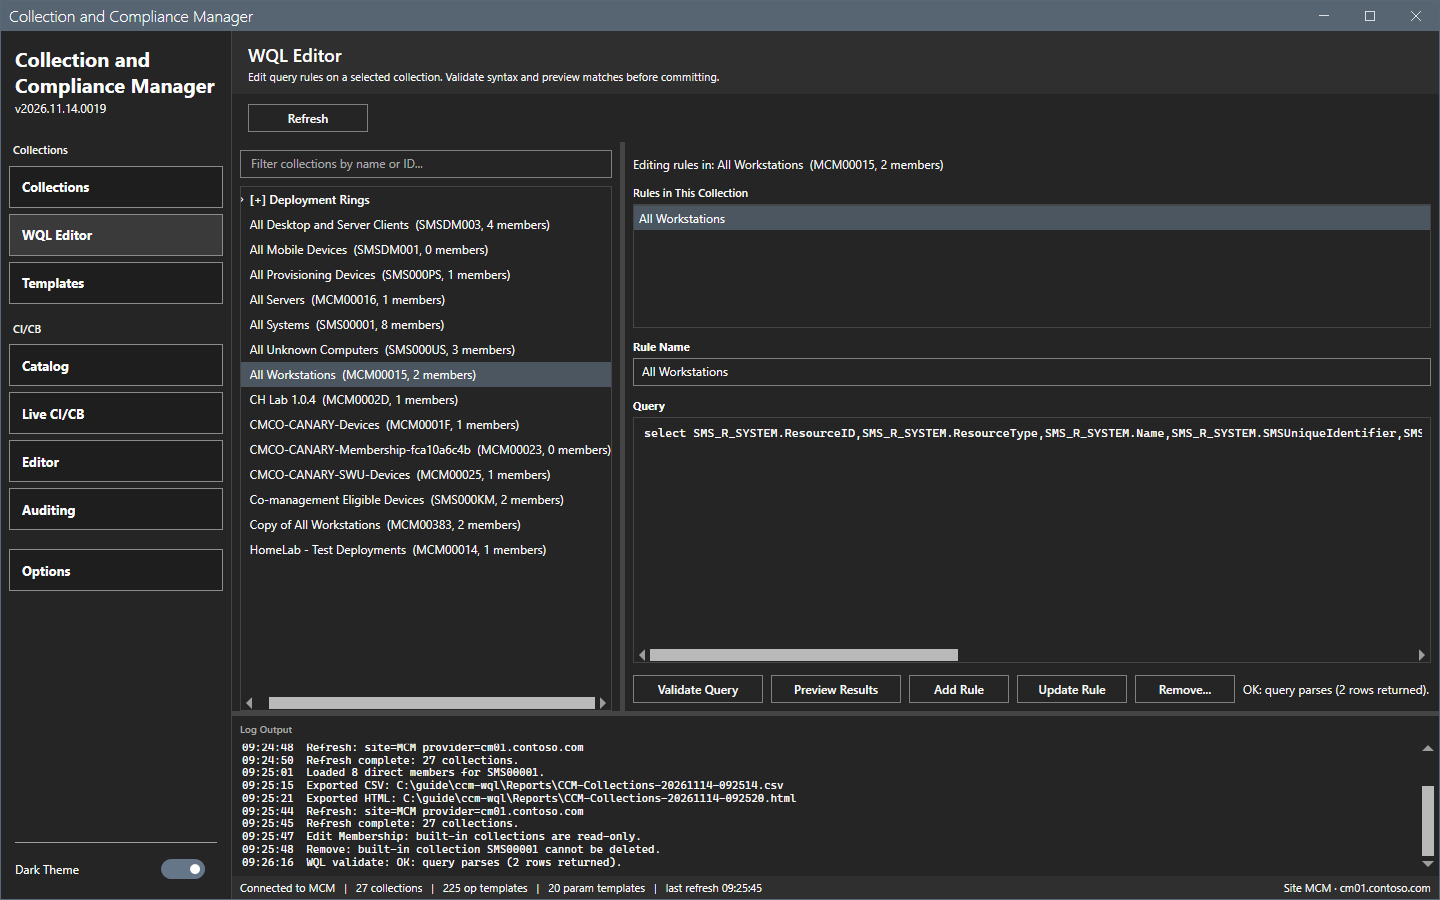 Collection and Compliance Manager
Collection and
Compliance Manager
v2026.11.14.0019
Collections
Collections
WQL Editor
Templates
CI/CB
Catalog
Live CI/CB
Editor
Auditing
Options
Dark Theme
WQL Editor
Edit query rules on a selected collection. Validate syntax and preview matches before committing.
Refresh
Filter collections by name or ID...
[+] Deployment Rings
All Desktop and Server Clients (SMSDM003, 4 members)
All Mobile Devices (SMSDM001, 0 members)
All Provisioning Devices (SMS000PS, 1 members)
All Servers (MCM00016, 1 members)
All Systems (SMS00001, 8 members)
All Unknown Computers (SMS000US, 3 members)
All Workstations (MCM00015, 2 members)
CH Lab 1.0.4 (MCM0002D, 1 members)
CMCO-CANARY-Devices (MCM0001F, 1 members)
CMCO-CANARY-Membership-fca10a6c4b (MCM00023, 0 members)
CMCO-CANARY-SWU-Devices (MCM00025, 1 members)
Co-management Eligible Devices (SMS000KM, 2 members)
Copy of All Workstations (MCM00383, 2 members)
HomeLab - Test Deployments (MCM00014, 1 members)
Editing rules in: All Workstations (MCM00015, 2 members)
Rules in This Collection
All Workstations
Rule Name
All Workstations
Query
select SMS_R_SYSTEM.ResourceID,SMS_R_SYSTEM.ResourceType,SMS_R_SYSTEM.Name,SMS_R_SYSTEM.SMSUniqueIdentifier,SMS
Validate Query
Preview Results
Add Rule
Update Rule
Remove...
OK: query parses (2 rows returned).
Log Output
09:24:48 Refresh: site=MCM provider=cm01.contoso.com
09:24:50 Refresh complete: 27 collections.
09:25:01 Loaded 8 direct members for SMS00001.
09:25:15 Exported CSV: C:\guide\ccm-wql\Reports\CCM-Collections-20261114-092514.csv
09:25:21 Exported HTML: C:\guide\ccm-wql\Reports\CCM-Collections-20261114-092520.html
09:25:44 Refresh: site=MCM provider=cm01.contoso.com
09:25:45 Refresh complete: 27 collections.
09:25:47 Edit Membership: built-in collections are read-only.
09:25:48 Remove: built-in collection SMS00001 cannot be deleted.
09:26:16 WQL validate: OK: query parses (2 rows returned).
Connected to MCM | 27 collections | 225 op templates | 20 param templates | last refresh 09:25:45
Site MCM · cm01.contoso.com